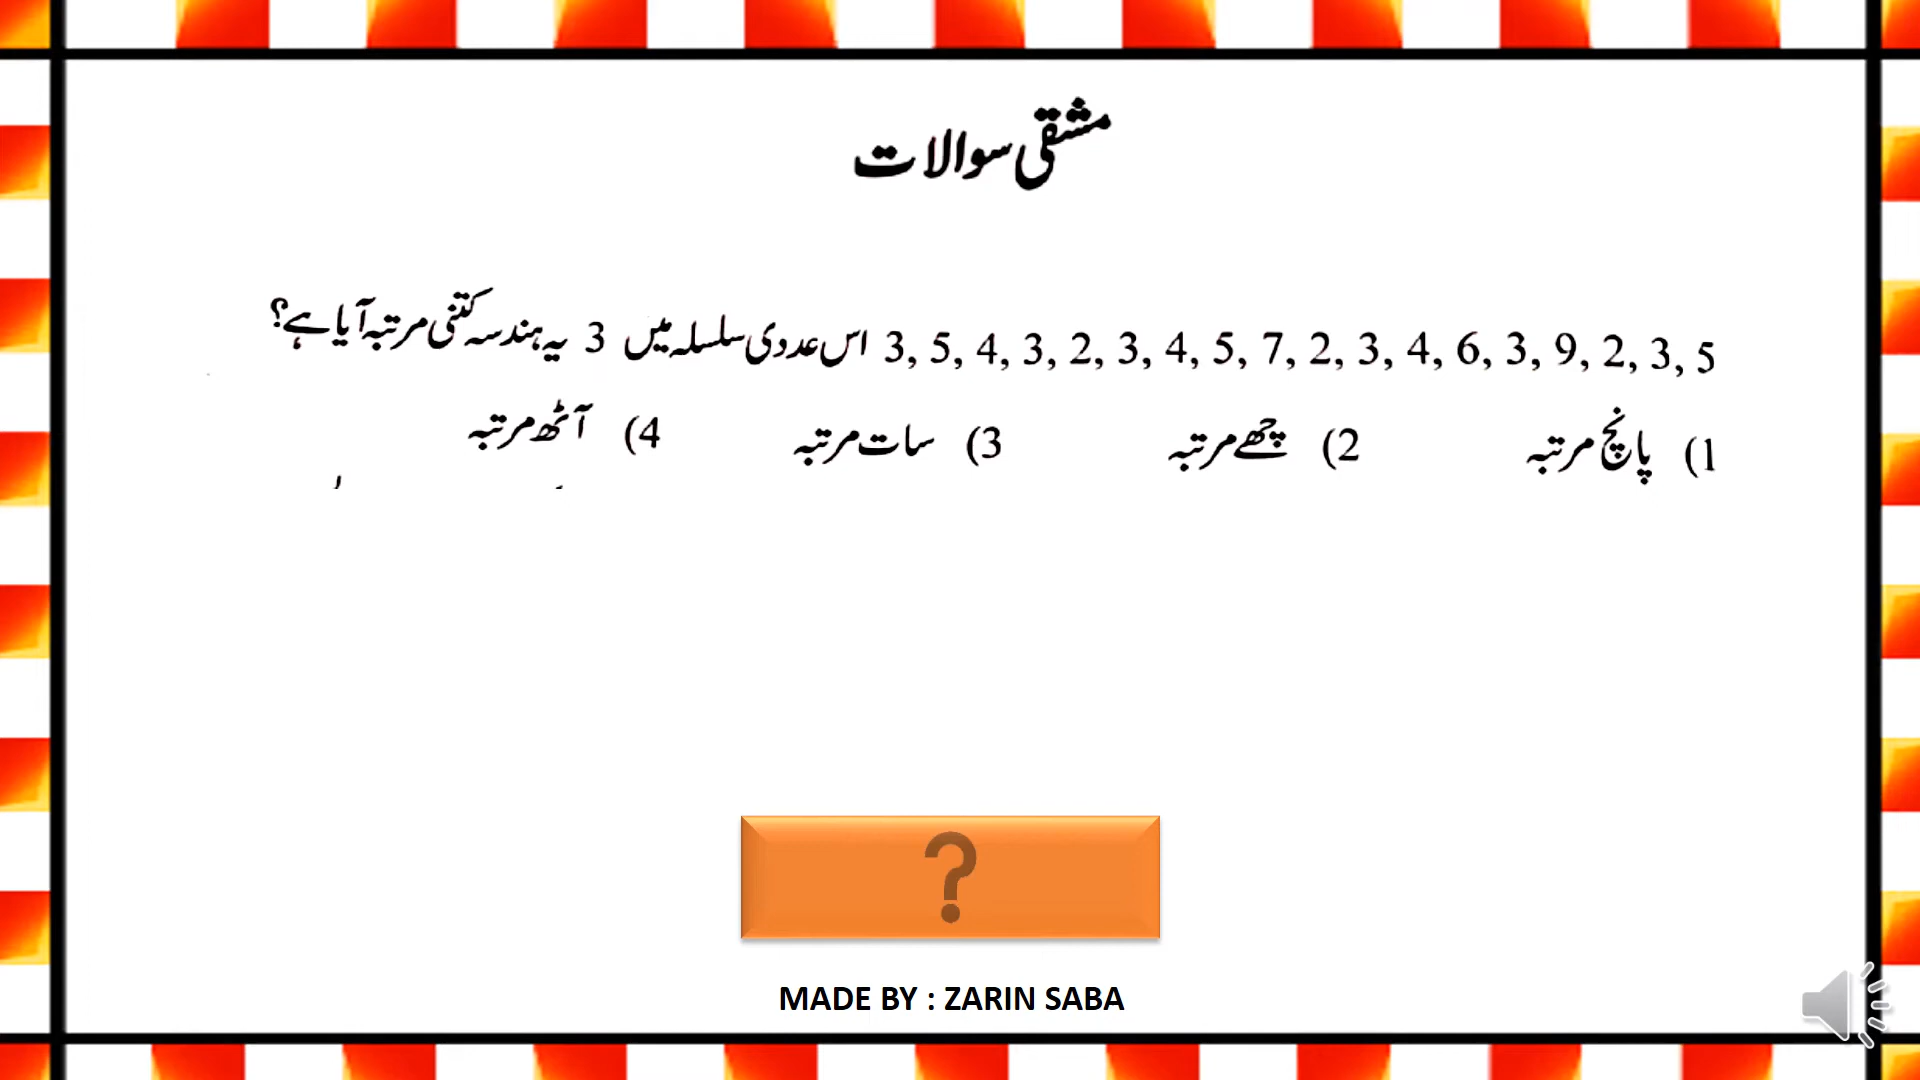 مشقی سوالات
3, 5, 4, 3, 2, 3, 4, 5, 7, 2, 3, 4, 6, 3, 9, 2, 3, 5 اس عددی سلسلہ میں 3 یہ ہندسہ کتنی مرتبہ آیا ہے؟
1) پانچ مرتبہ 2) چھے مرتبہ 3) سات مرتبہ 4) آٹھ مرتبہ
?
MADE BY : ZARIN SABA